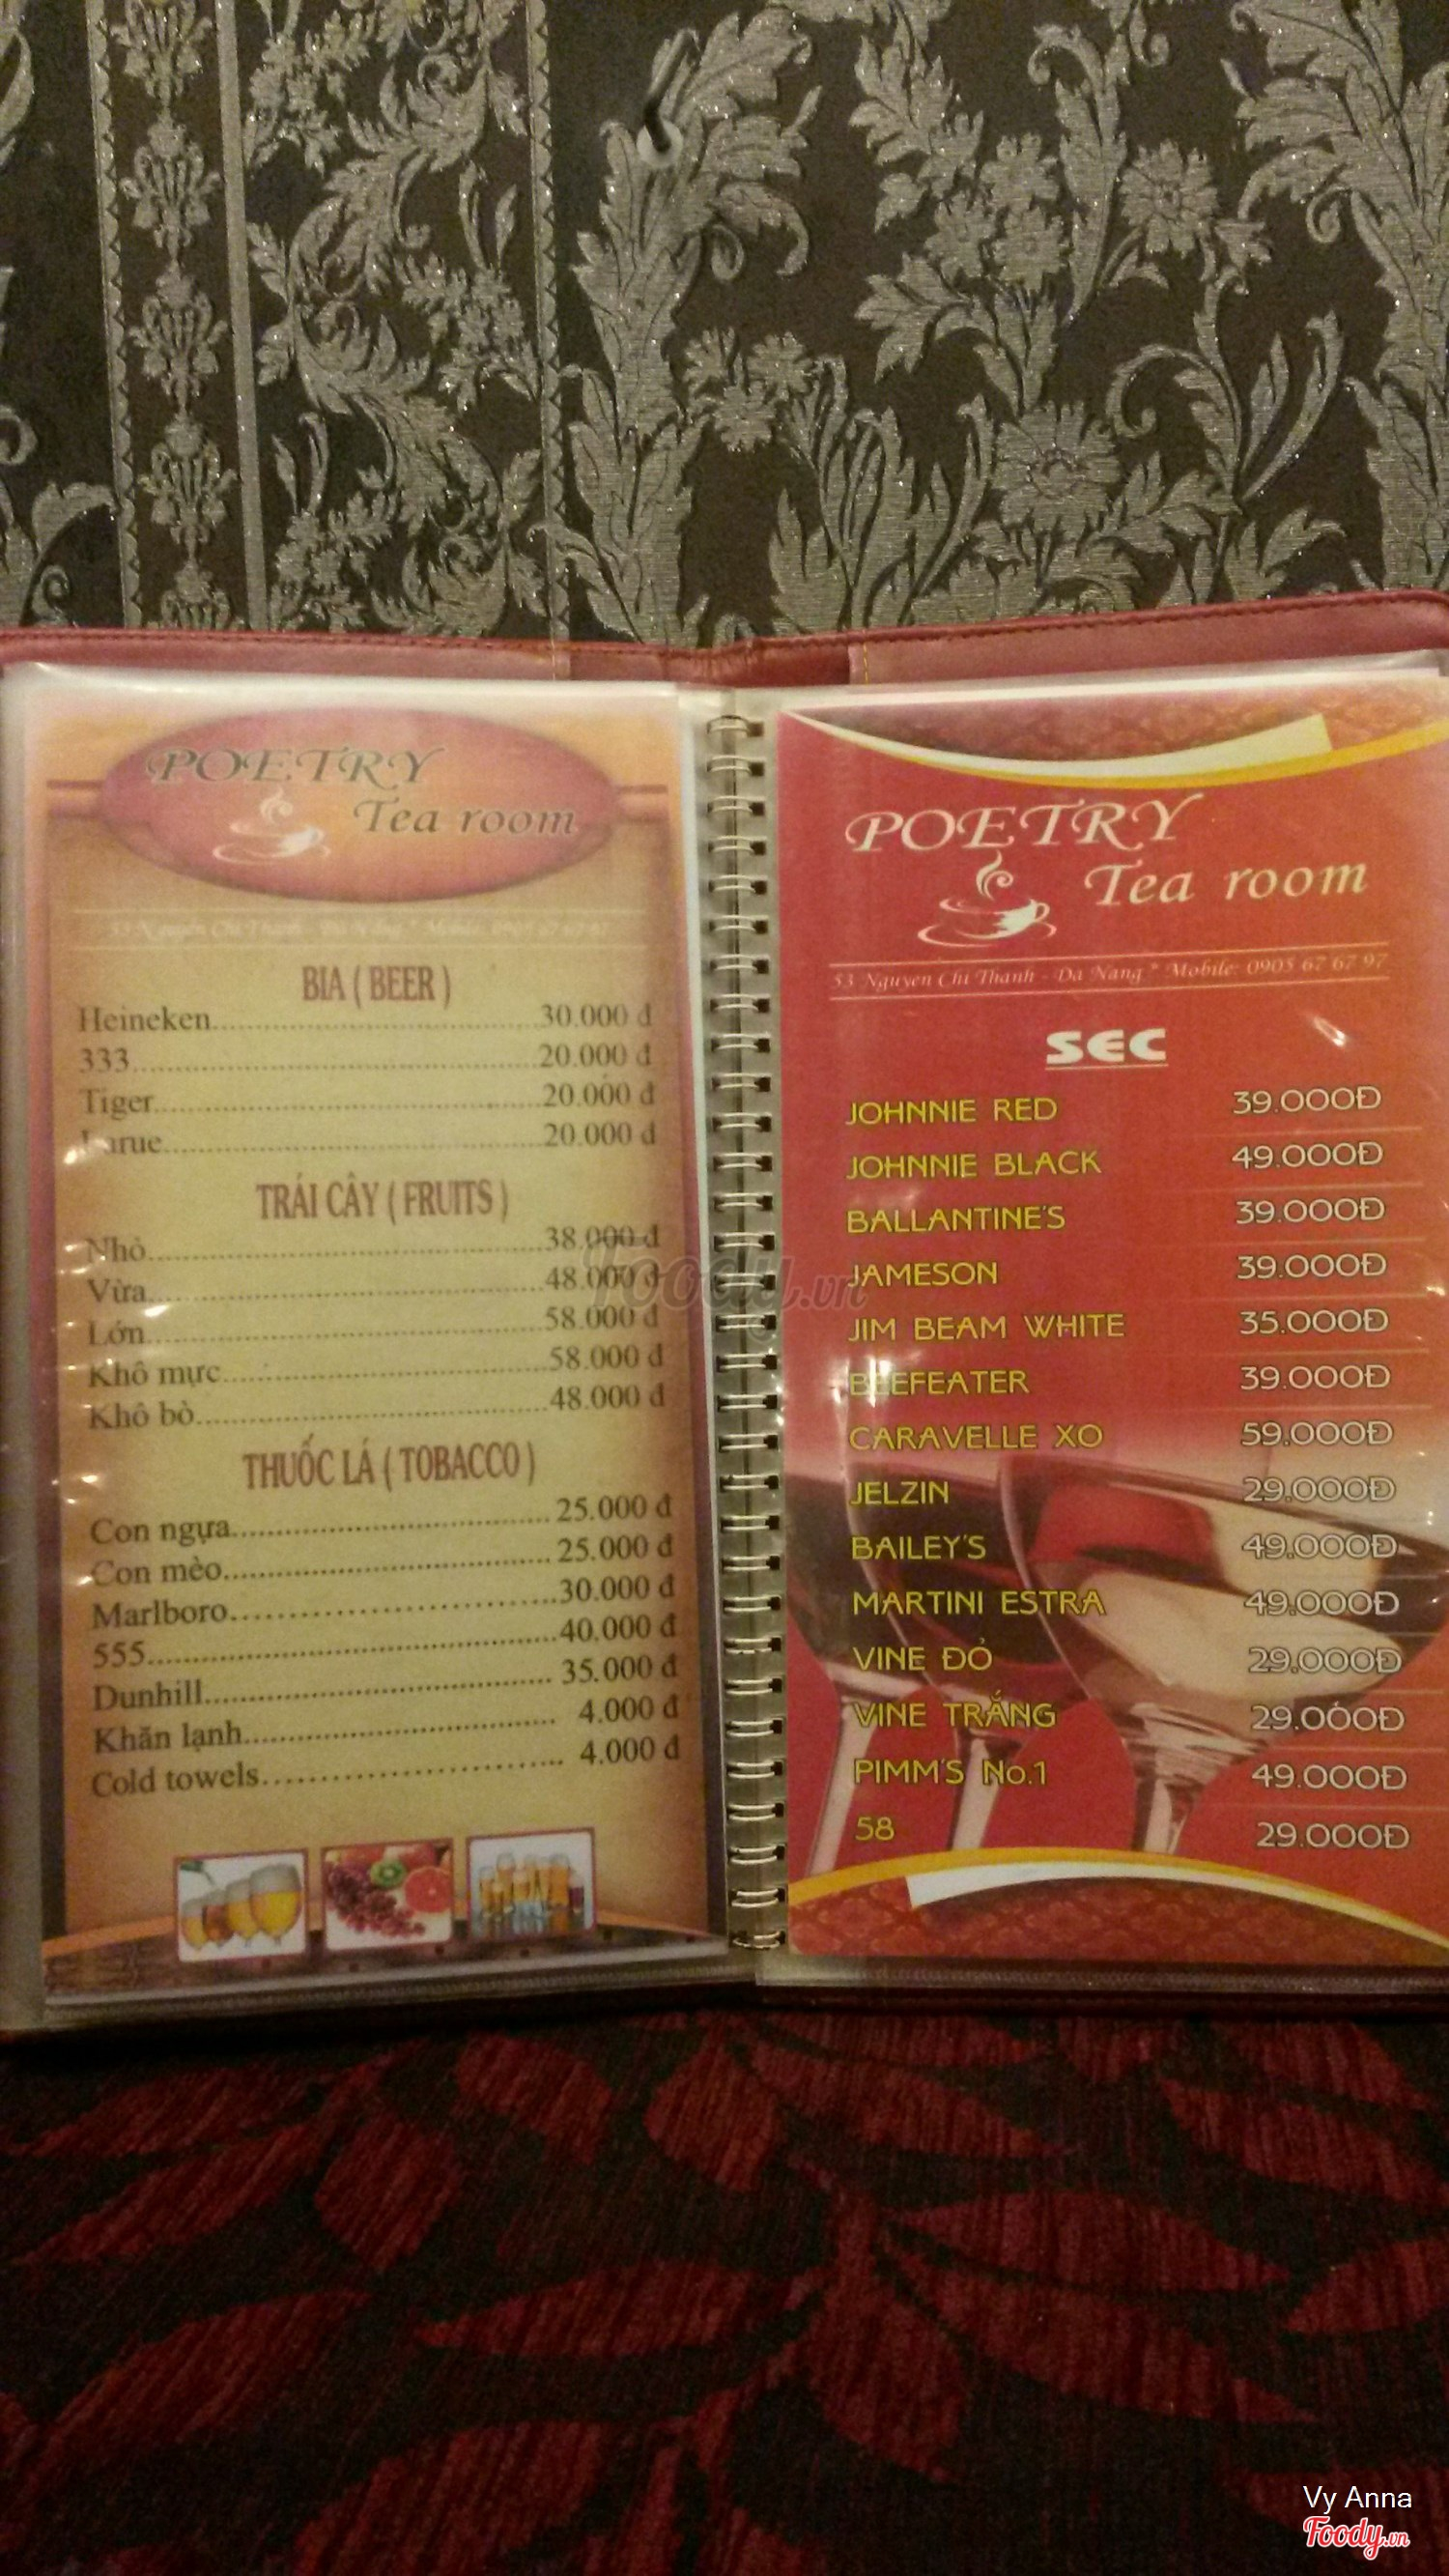 POETRY
Tea room
BIA ( BEER )
Heineken 30.000 đ
333 20.000 đ
Tiger 20.000 đ
Larue 20.000 đ
TRÁI CÂY ( FRUITS )
Nhỏ 38.000 đ
Vừa 48.000 đ
Lớn 58.000 đ
Khô mực 58.000 đ
Khô bò 48.000 đ
THUỐC LÁ ( TOBACCO )
Con ngựa 25.000 đ
Con mèo 25.000 đ
Marlboro 30.000 đ
555 40.000 đ
Dunhill 35.000 đ
Khăn lạnh 4.000 đ
Cold towels 4.000 đ
POETRY
Tea room
53 Nguyen Chi Thanh - Da Nang * Mobile: 0905 67 67 97
SEC
JOHNNIE RED 39.000Đ
JOHNNIE BLACK 49.000Đ
BALLANTINE'S 39.000Đ
JAMESON 39.000Đ
JIM BEAM WHITE 35.000Đ
BEEFEATER 39.000Đ
CARAVELLE XO 59.000Đ
JELZIN 29.000Đ
BAILEY'S 49.000Đ
MARTINI ESTRA 49.000Đ
VINE ĐỎ 29.000Đ
VINE TRẮNG 29.000Đ
PIMM'S No.1 49.000Đ
58 29.000Đ
Foody.vn
Vy Anna
Foody.vn